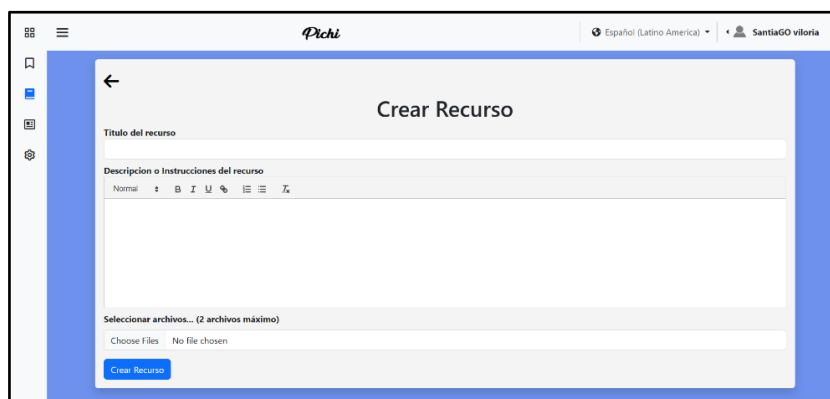 Pichi
Español (Latino America)
SantiaGO viloria
Crear Recurso
Titulo del recurso
Descripcion o Instrucciones del recurso
Normal B I U
Seleccionar archivos... (2 archivos máximo)
Choose Files No file chosen
Crear Recurso